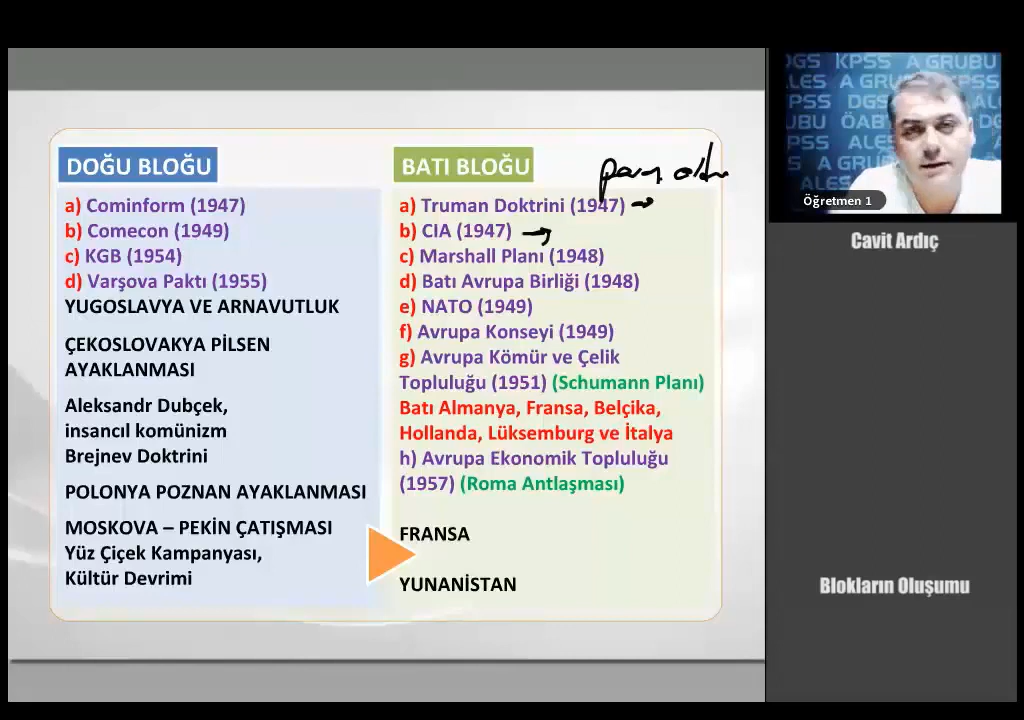 DOĞU BLOĞU
a) Cominform (1947)
b) Comecon (1949)
c) KGB (1954)
d) Varşova Paktı (1955)
YUGOSLAVYA VE ARNAVUTLUK
ÇEKOSLOVAKYA PİLSEN
AYAKLANMASI
Aleksandr Dubçek,
insancıl komünizm
Brejnev Doktrini
POLONYA POZNAN AYAKLANMASI
MOSKOVA – PEKİN ÇATIŞMASI
Yüz Çiçek Kampanyası,
Kültür Devrimi
BATI BLOĞU
a) Truman Doktrini (1947)
b) CIA (1947)
c) Marshall Planı (1948)
d) Batı Avrupa Birliği (1948)
e) NATO (1949)
f) Avrupa Konseyi (1949)
g) Avrupa Kömür ve Çelik
Topluluğu (1951) (Schumann Planı)
Batı Almanya, Fransa, Belçika,
Hollanda, Lüksemburg ve İtalya
h) Avrupa Ekonomik Topluluğu
(1957) (Roma Antlaşması)
FRANSA
YUNANİSTAN
DGS KPSS A GRUBU
Öğretmen 1
Cavit Ardıç
Blokların Oluşumu